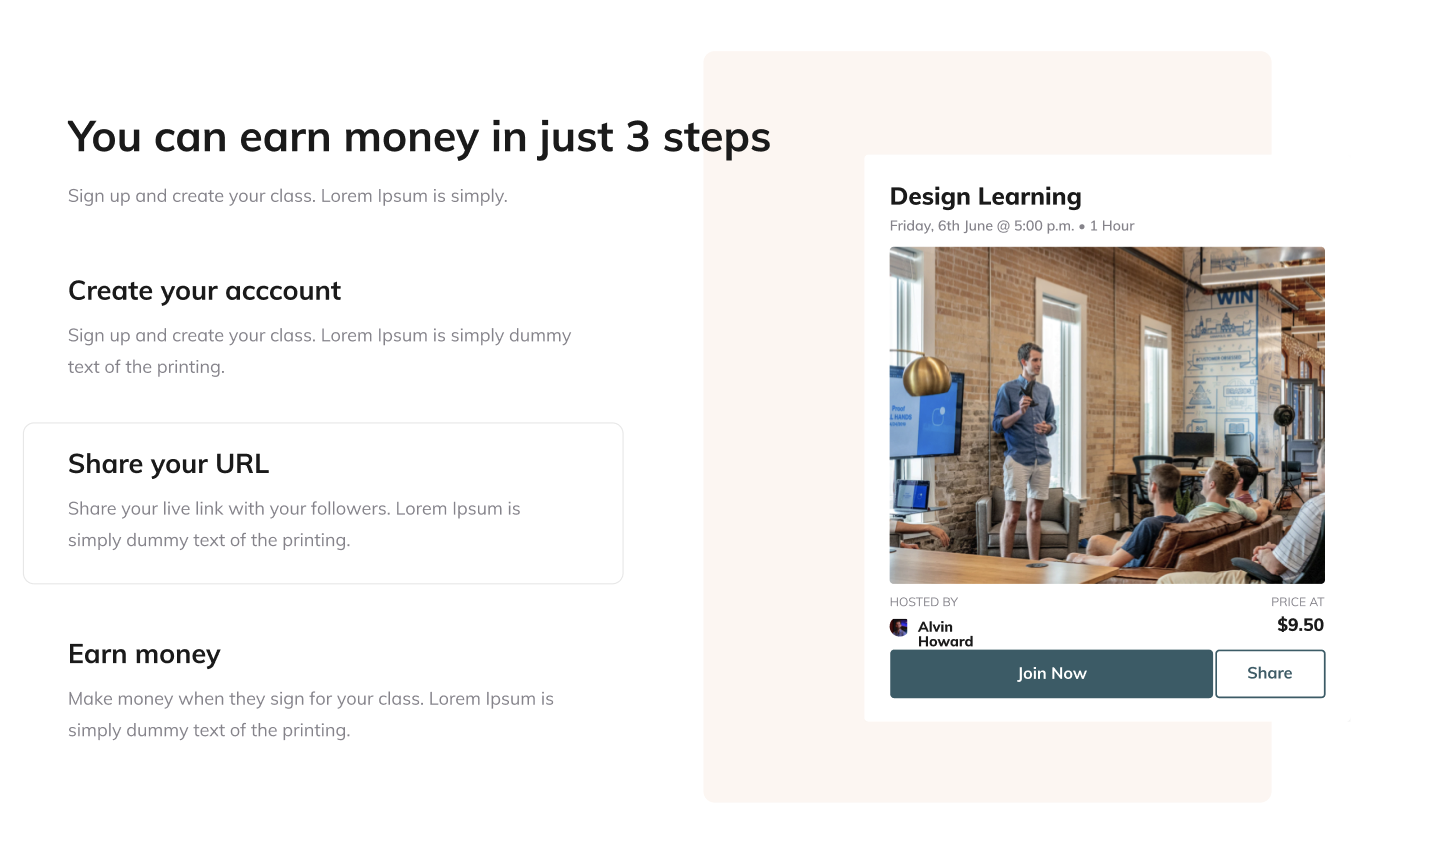 You can earn money in just 3 steps
Sign up and create your class. Lorem Ipsum is simply.
Create your acccount
Sign up and create your class. Lorem Ipsum is simply dummy
text of the printing.
Share your URL
Share your live link with your followers. Lorem Ipsum is
simply dummy text of the printing.
Earn money
Make money when they sign for your class. Lorem Ipsum is
simply dummy text of the printing.
Design Learning
Friday, 6th June @ 5:00 p.m. • 1 Hour
WIN
Proof
HANDS
HOSTED BY
Alvin
Howard
PRICE AT
$9.50
Join Now
Share